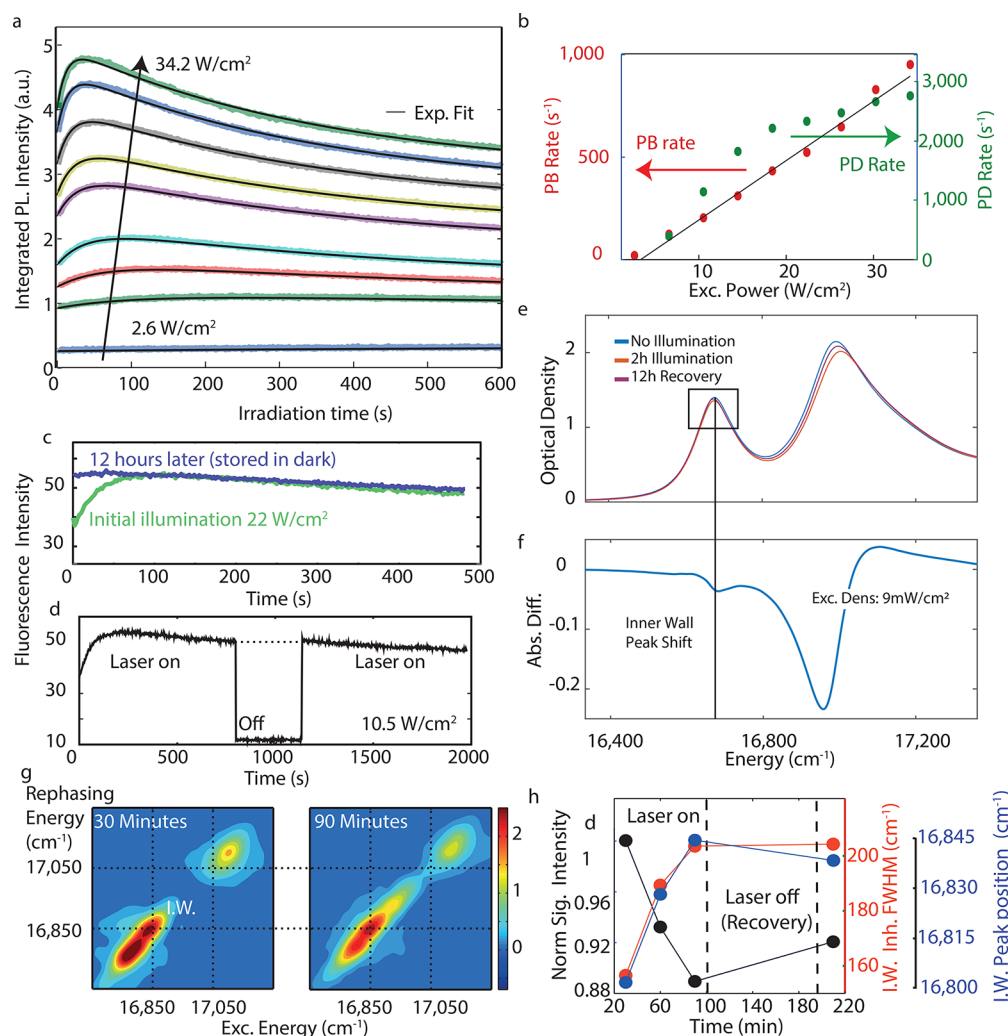 a
Integrated PL Intensity (a.u.)
5
4
3
2
1
0
34.2 W/cm²
Exp. Fit
2.6 W/cm²
0
100
200
300
400
500
600
Irradiation time (s)
b
PB Rate (s⁻¹)
1,000
500
0
PB rate
PD Rate
3,000
2,000
1,000
0
PD Rate (s⁻¹)
10
20
30
Exc. Power (W/cm²)
c
Fluorescence Intensity
50
30
12 hours later (stored in dark)
Initial illumination 22 W/cm²
0
100
200
300
400
500
Time (s)
d
50
30
10
Laser on
Off
Laser on
10.5 W/cm²
0
500
1000
1500
2000
Time (s)
e
Optical Density
2
1
0
No Illumination
2h Illumination
12h Recovery
f
Abs. Diff.
0
-0.1
-0.2
Inner Wall
Peak Shift
Exc. Dens: 9mW/cm²
16,400
16,800
17,200
Energy (cm⁻¹)
g
Rephasing
Energy
(cm⁻¹)
17,050
16,850
30 Minutes
I.W.
90 Minutes
16,850
17,050
16,850
17,050
Exc. Energy (cm⁻¹)
2
1
0
h
d
Norm Sig. Intensity
1
0.96
0.92
0.88
Laser on
Laser off
(Recovery)
20
60
100
140
180
220
Time (min)
200
180
160
I.W. Inh. FWHM (cm⁻¹)
16,845
16,830
16,815
16,800
I.W. Peak position (cm⁻¹)